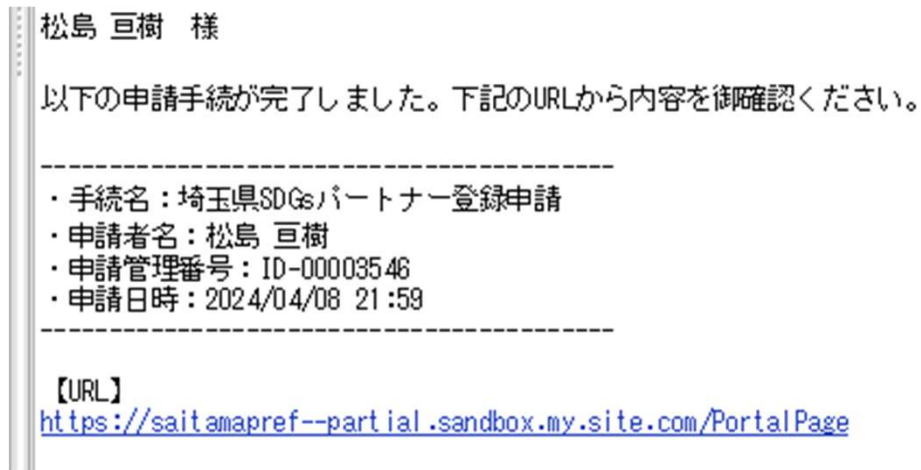 松島 亘樹　様
以下の申請手続が完了しました。下記のURLから内容を御確認ください。
------------------------------------------
・手続名：埼玉県SDGsパートナー登録申請
・申請者名：松島 亘樹
・申請管理番号：ID-00003546
・申請日時：2024/04/08 21:59
------------------------------------------
【URL】
https://saitamapref--partial.sandbox.my.site.com/PortalPage